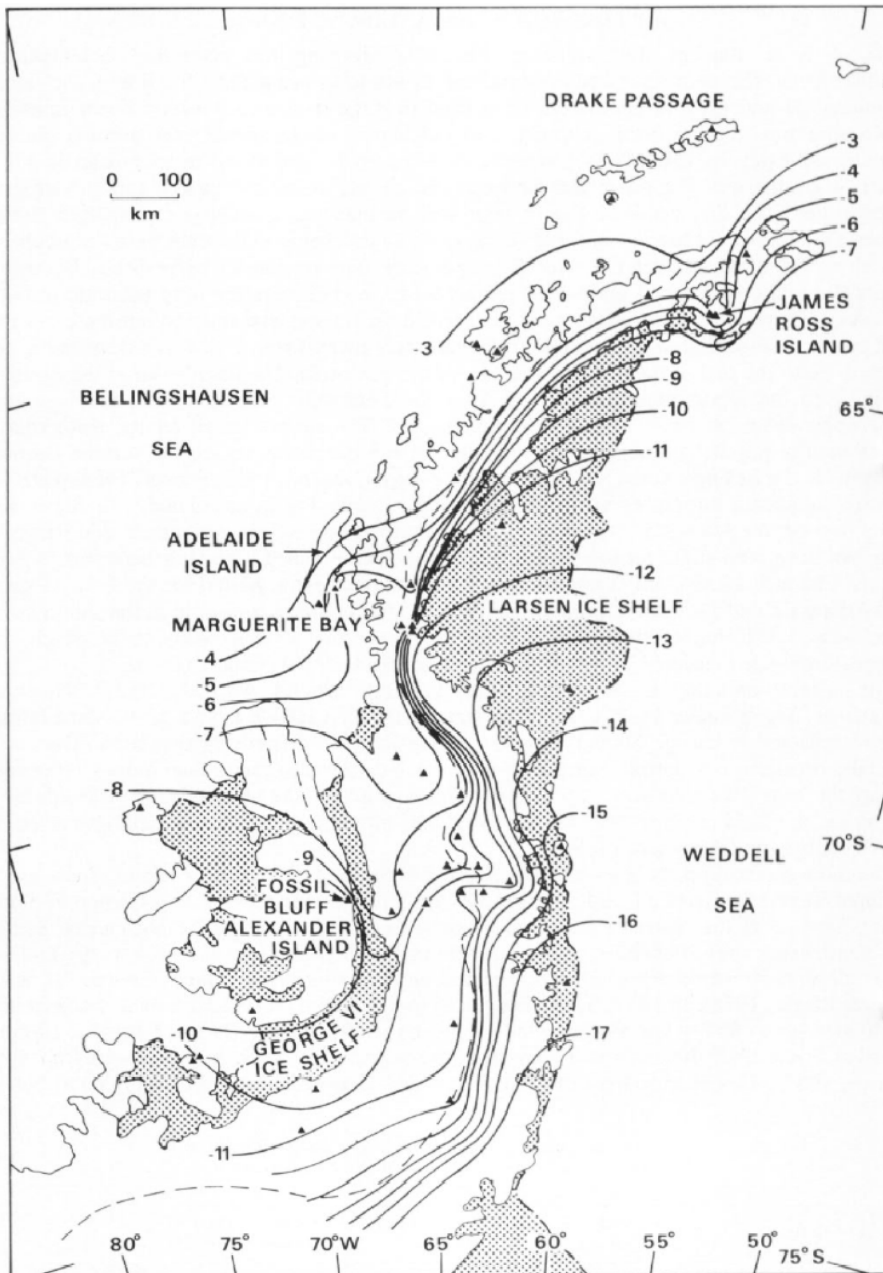 DRAKE PASSAGE
0 100
km
-3
-4
-5
-6
-7
JAMES
ROSS
ISLAND
-3
-8
-9
-10
-11
BELLINGSHAUSEN
SEA
65°
ADELAIDE
ISLAND
-12
LARSEN ICE SHELF
MARGUERITE BAY
-13
-4
-5
-6
-7
-14
-8
-15
-9
70°S
WEDDELL
SEA
FOSSIL
BLUFF
ALEXANDER
ISLAND
-16
-10
GEORGE VI
ICE SHELF
-17
-11
80° 75° 70°W 65° 60° 55° 50°
75° S